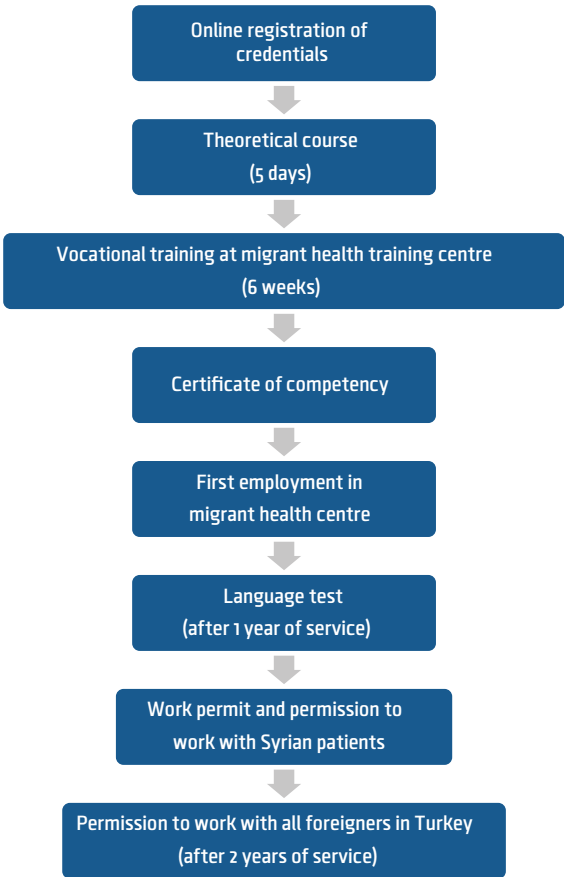 Online registration of
credentials
Theoretical course
(5 days)
Vocational training at migrant health training centre
(6 weeks)
Certificate of competency
First employment in
migrant health centre
Language test
(after 1 year of service)
Work permit and permission to
work with Syrian patients
Permission to work with all foreigners in Turkey
(after 2 years of service)